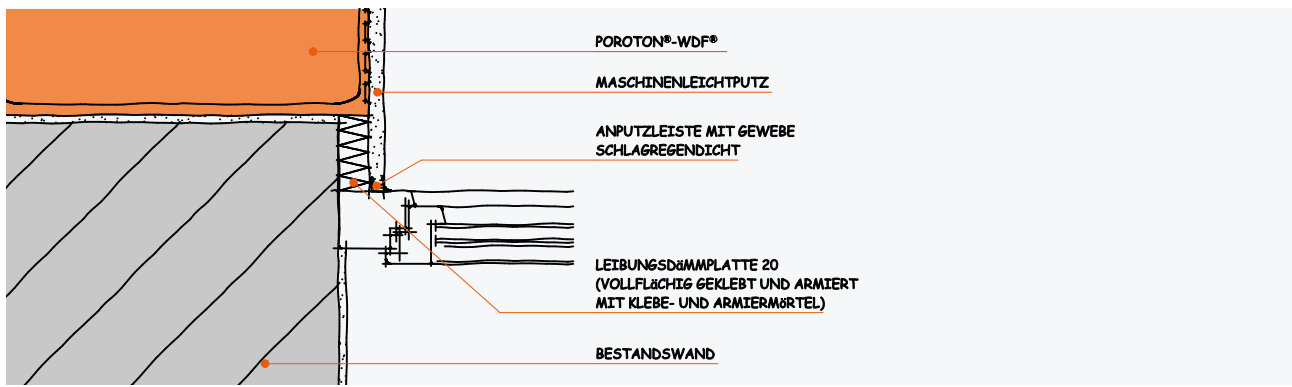 POROTON®-WDF®
MASCHINENLEICHTPUTZ
ANPUTZLEISTE MIT GEWEBE
SCHLAGREGENDICHT
LEIBUNGSDäMMPLATTE 20
(VOLLFLäCHIG GEKLEBT UND ARMIERT
MIT KLEBE- UND ARMIERMöRTEL)
BESTANDSWAND